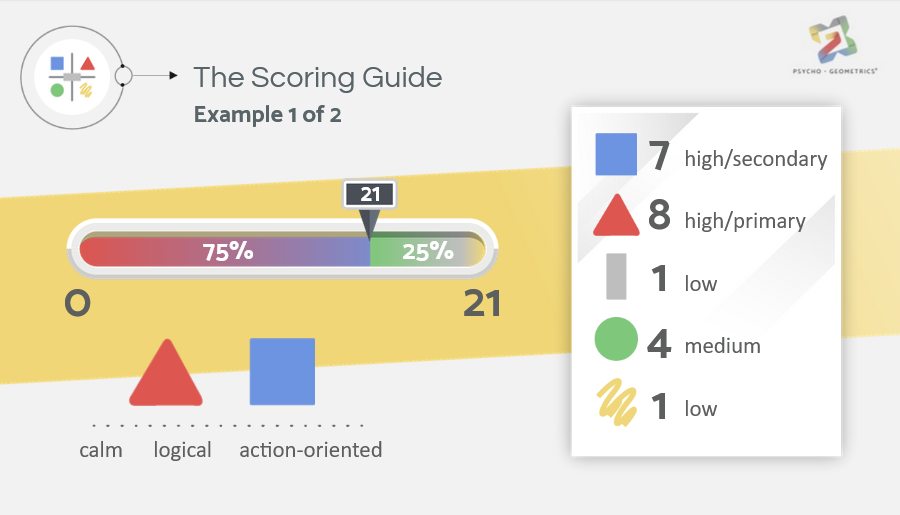 The Scoring Guide
Example 1 of 2
PSYCHO - GEOMETRICS
7 high/secondary
8 high/primary
1 low
4 medium
1 low
21
75% 25%
0 21
calm logical action-oriented